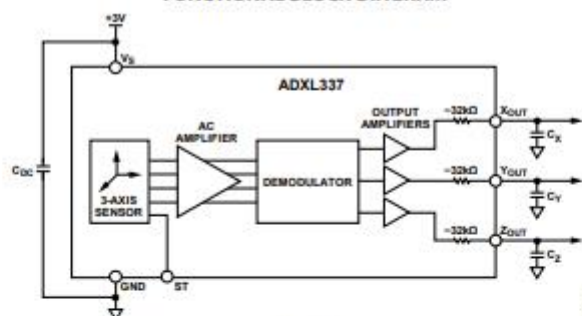 +3V
VS
ADXL337
AC
AMPLIFIER
OUTPUT
AMPLIFIERS
~32kΩ
XOUT
CX
CDC
3-AXIS
SENSOR
DEMODULATOR
~32kΩ
YOUT
CY
~32kΩ
ZOUT
CZ
GND
ST